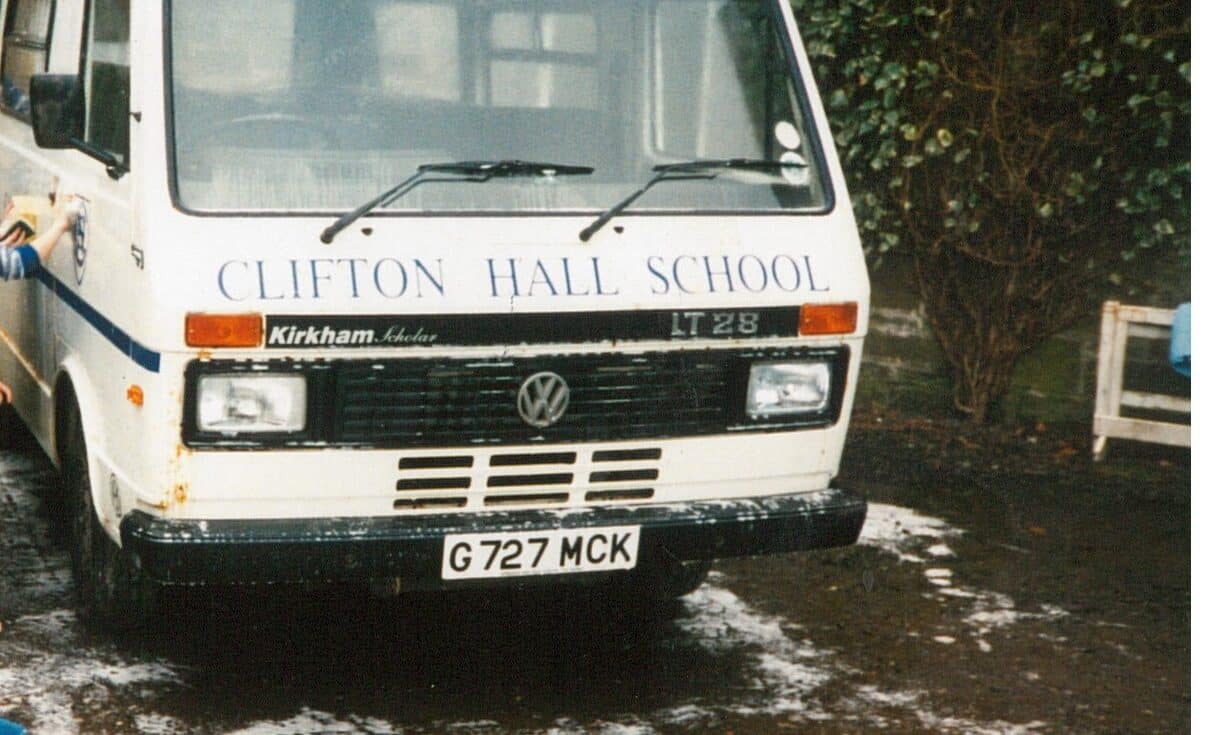 CLIFTON HALL SCHOOL
Kirkham Scholar LT 28
G727 MCK